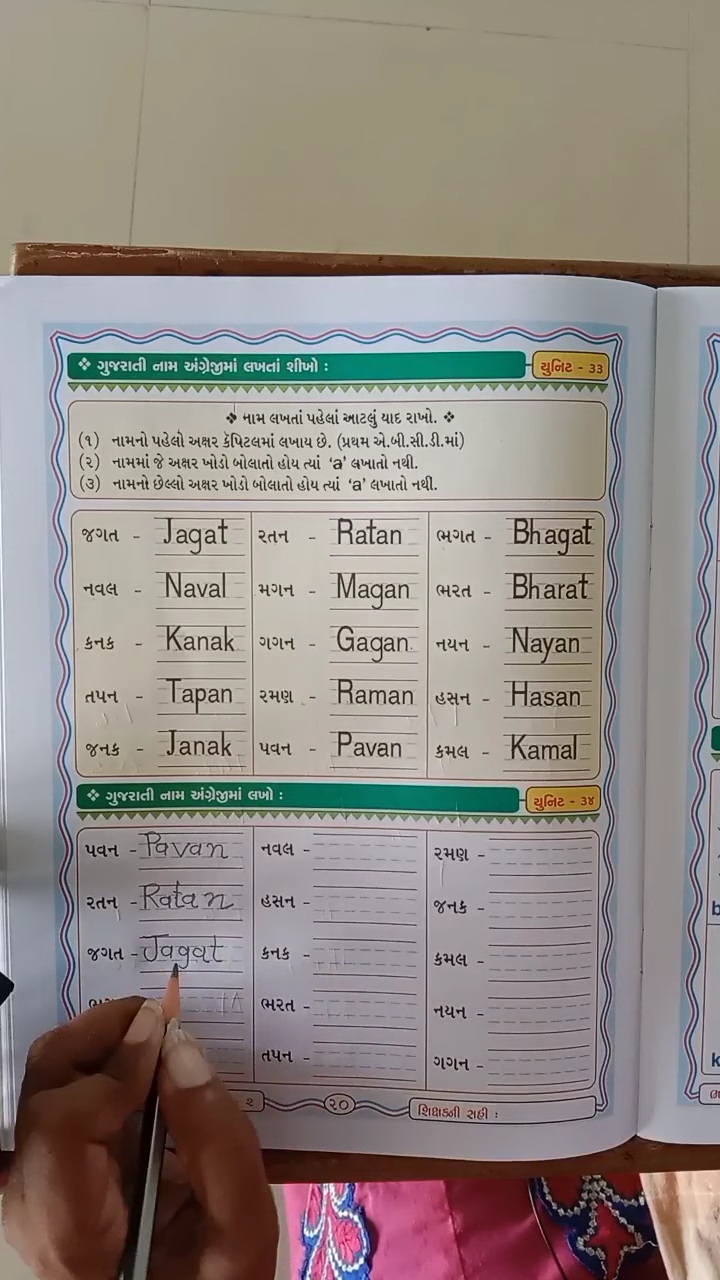 ❖ ગુજરાતી નામ અંગ્રેજીમાં લખતાં શીખો :
યુનિટ - ૩૩
❖ નામ લખતાં પહેલાં આટલું યાદ રાખો. ❖
(૧) નામનો પહેલો અક્ષર કૅપિટલમાં લખાય છે. (પ્રથમ એ.બી.સી.ડી.માં)
(૨) નામમાં જે અક્ષર ખોડો બોલાતો હોય ત્યાં ‘a’ લખાતો નથી.
(૩) નામનો છેલ્લો અક્ષર ખોડો બોલાતો હોય ત્યાં ‘a’ લખાતો નથી.
જગત - Jagat રતન - Ratan ભગત - Bhagat
નવલ - Naval મગન - Magan ભરત - Bharat
કનક - Kanak ગગન - Gagan નયન - Nayan
તપન - Tapan રમણ - Raman હસન - Hasan
જનક - Janak પવન - Pavan કમલ - Kamal
❖ ગુજરાતી નામ અંગ્રેજીમાં લખો :
યુનિટ - ૩૪
પવન - Pavan નવલ - રમણ -
રતન - Ratan હસન - જનક -
જગત - Jagat કનક - કમલ -
ભરત - નયન -
તપન - ગગન -
૨
૨૦
શિક્ષકની સહી :
b
k